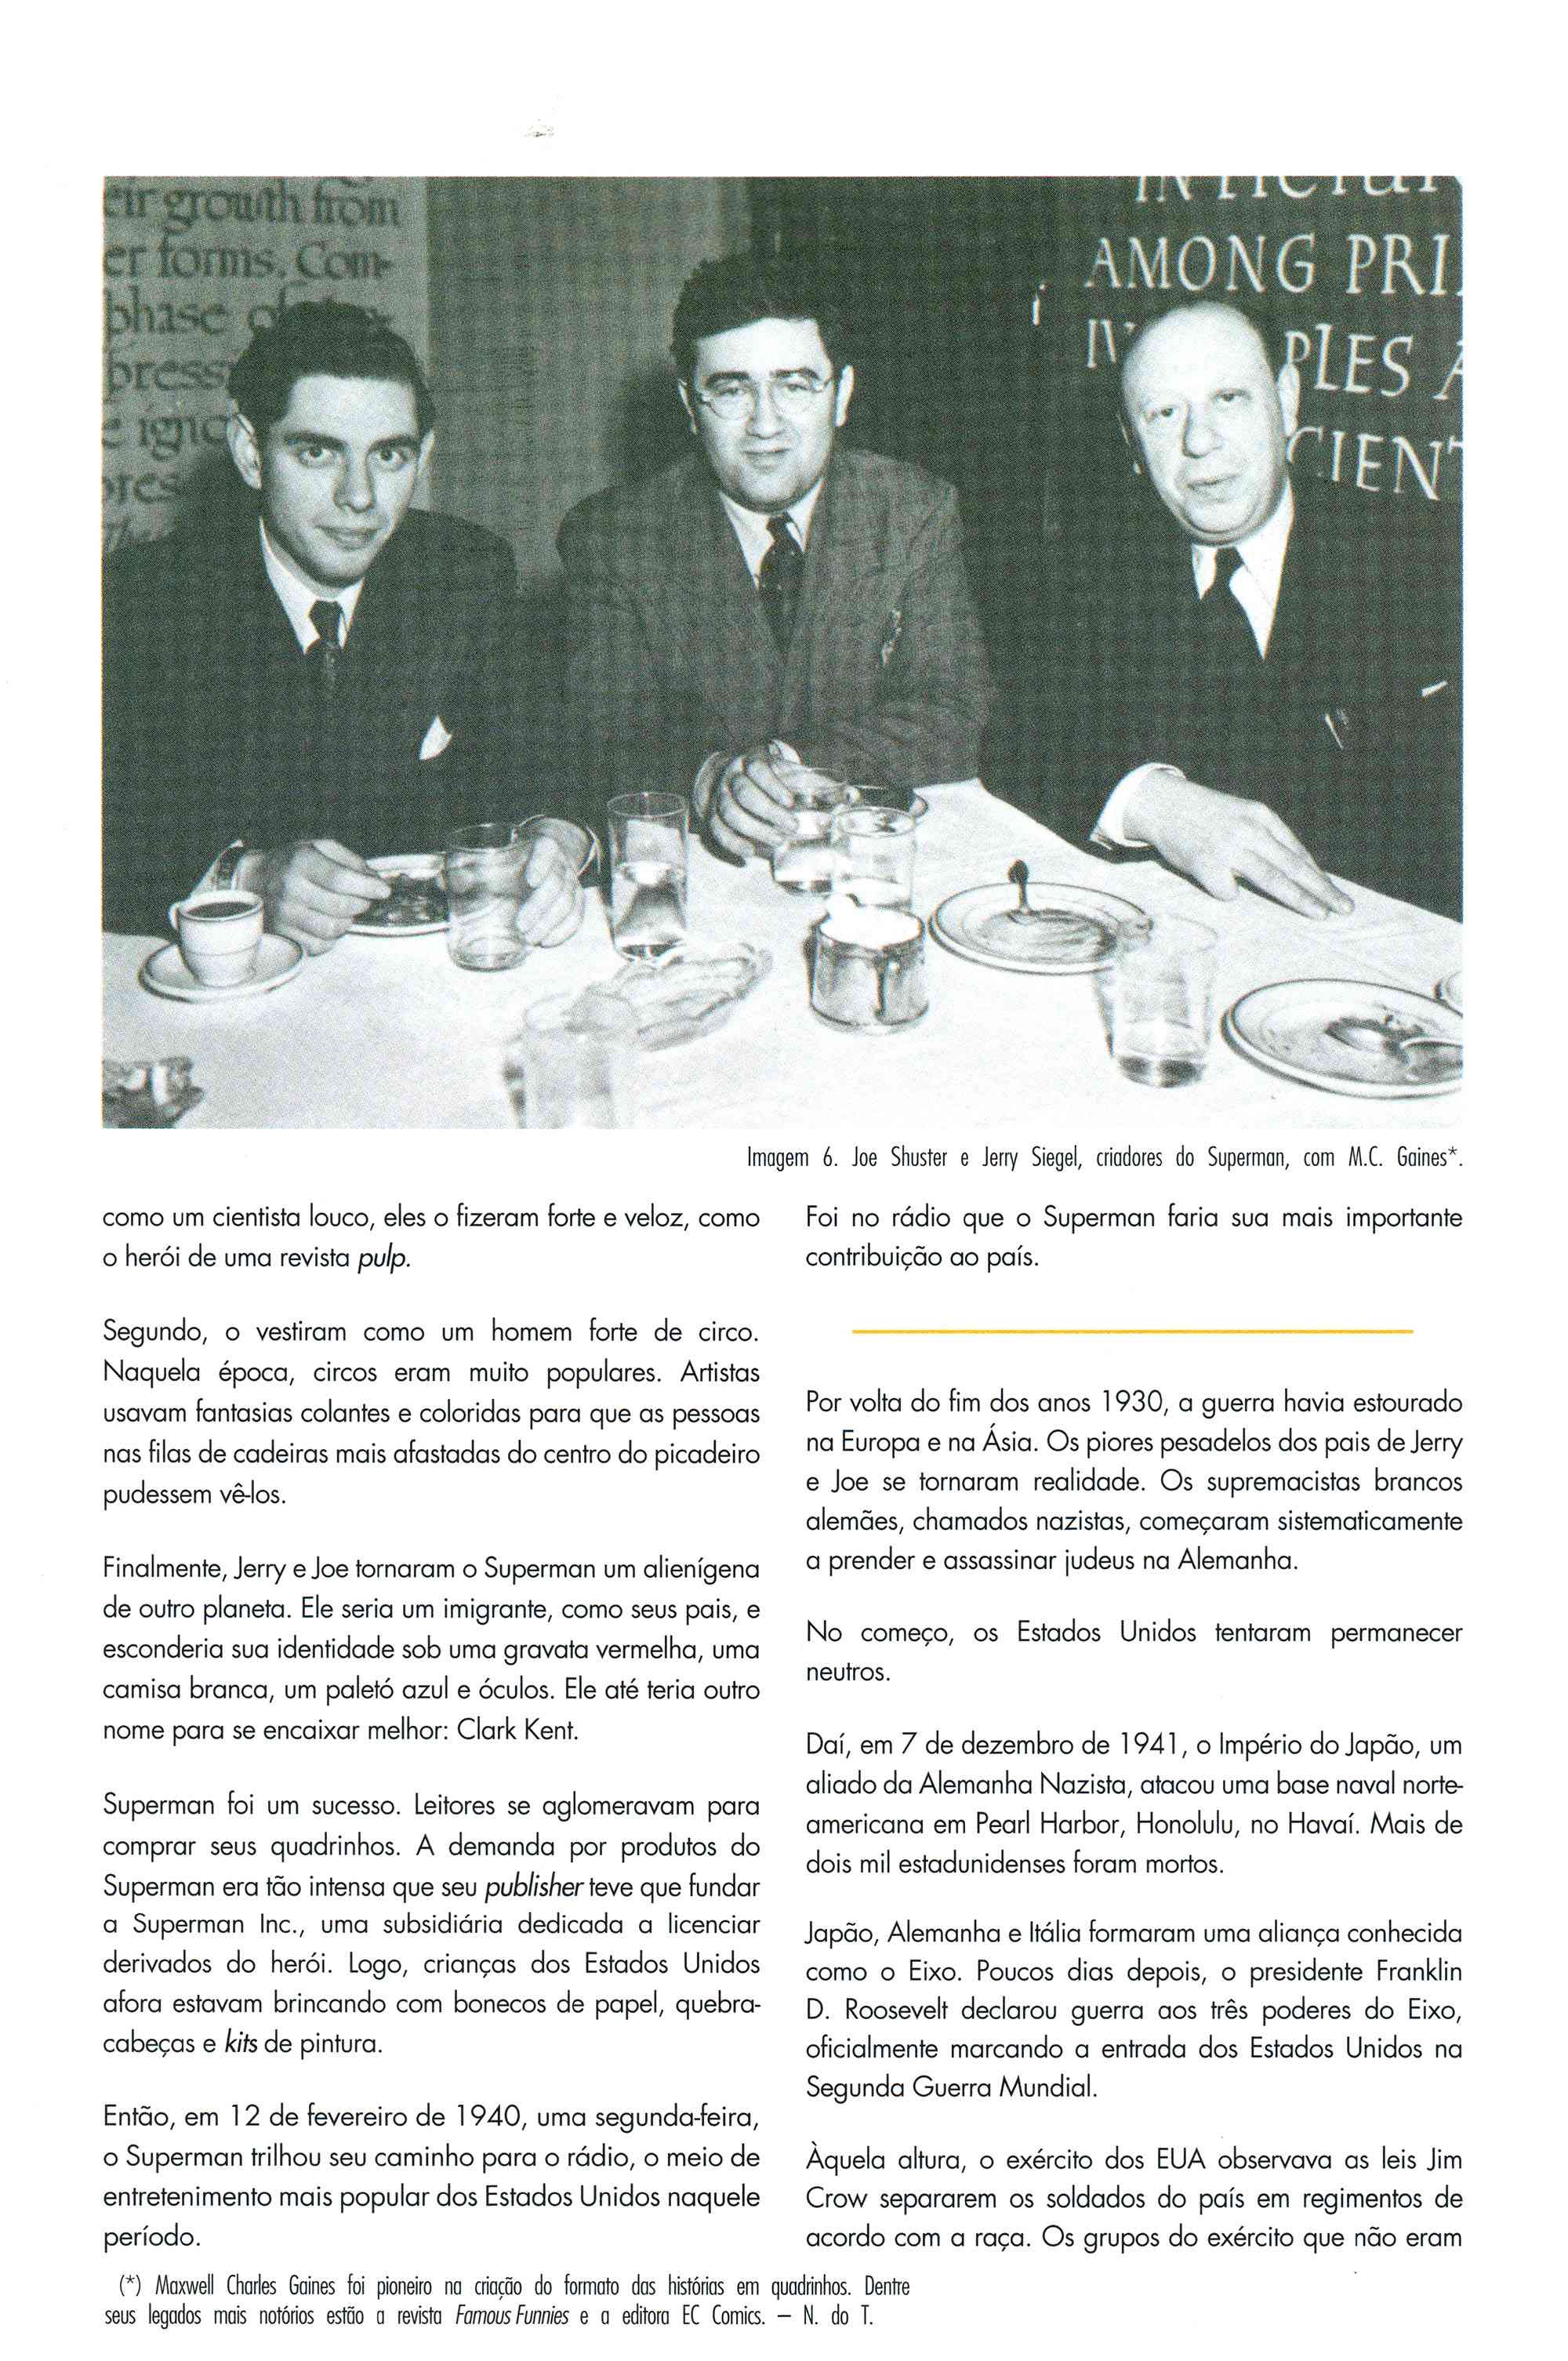 eir growth from
er forms. Com-
phase of
press
e igno
pres
AMONG PRI
PLES A
CIENT
Imagem 6. Joe Shuster e Jerry Siegel, criadores do Superman, com M.C. Gaines*.
como um cientista louco, eles o fizeram forte e veloz, como
o herói de uma revista pulp.
Segundo, o vestiram como um homem forte de circo.
Naquela época, circos eram muito populares. Artistas
usavam fantasias colantes e coloridas para que as pessoas
nas filas de cadeiras mais afastadas do centro do picadeiro
pudessem vê-los.
Finalmente, Jerry e Joe tornaram o Superman um alienígena
de outro planeta. Ele seria um imigrante, como seus pais, e
esconderia sua identidade sob uma gravata vermelha, uma
camisa branca, um paletó azul e óculos. Ele até teria outro
nome para se encaixar melhor: Clark Kent.
Superman foi um sucesso. Leitores se aglomeravam para
comprar seus quadrinhos. A demanda por produtos do
Superman era tão intensa que seu publisher teve que fundar
a Superman Inc., uma subsidiária dedicada a licenciar
derivados do herói. Logo, crianças dos Estados Unidos
afora estavam brincando com bonecos de papel, quebra-
cabeças e kits de pintura.
Então, em 12 de fevereiro de 1940, uma segunda-feira,
o Superman trilhou seu caminho para o rádio, o meio de
entretenimento mais popular dos Estados Unidos naquele
período.
Foi no rádio que o Superman faria sua mais importante
contribuição ao país.
Por volta do fim dos anos 1930, a guerra havia estourado
na Europa e na Ásia. Os piores pesadelos dos pais de Jerry
e Joe se tornaram realidade. Os supremacistas brancos
alemães, chamados nazistas, começaram sistematicamente
a prender e assassinar judeus na Alemanha.
No começo, os Estados Unidos tentaram permanecer
neutros.
Daí, em 7 de dezembro de 1941, o Império do Japão, um
aliado da Alemanha Nazista, atacou uma base naval norte-
americana em Pearl Harbor, Honolulu, no Havaí. Mais de
dois mil estadunidenses foram mortos.
Japão, Alemanha e Itália formaram uma aliança conhecida
como o Eixo. Poucos dias depois, o presidente Franklin
D. Roosevelt declarou guerra aos três poderes do Eixo,
oficialmente marcando a entrada dos Estados Unidos na
Segunda Guerra Mundial.
Àquela altura, o exército dos EUA observava as leis Jim
Crow separarem os soldados do país em regimentos de
acordo com a raça. Os grupos do exército que não eram
(*) Maxwell Charles Gaines foi pioneiro na criação do formato das histórias em quadrinhos. Dentre
seus legados mais notórios estão a revista Famous Funnies e a editora EC Comics. – N. do T.